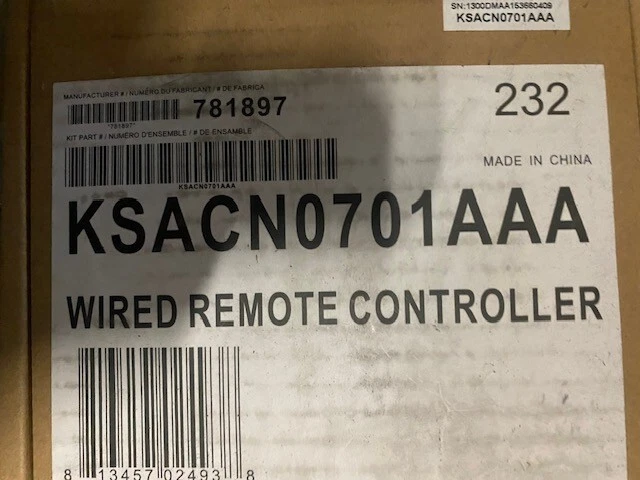 SN:1300DMAA153660409
KSACN0701AAA
MANUFACTURER # / NUMÉRO DU FABRICANT / # DE FABRICA
781897
"781897"
232
KIT PART # / NUMÉRO D'ENSEMBLE / # DE ENSAMBLE
KSACN0701AAA
MADE IN CHINA
KSACN0701AAA
WIRED REMOTE CONTROLLER
8 13457 02493 8